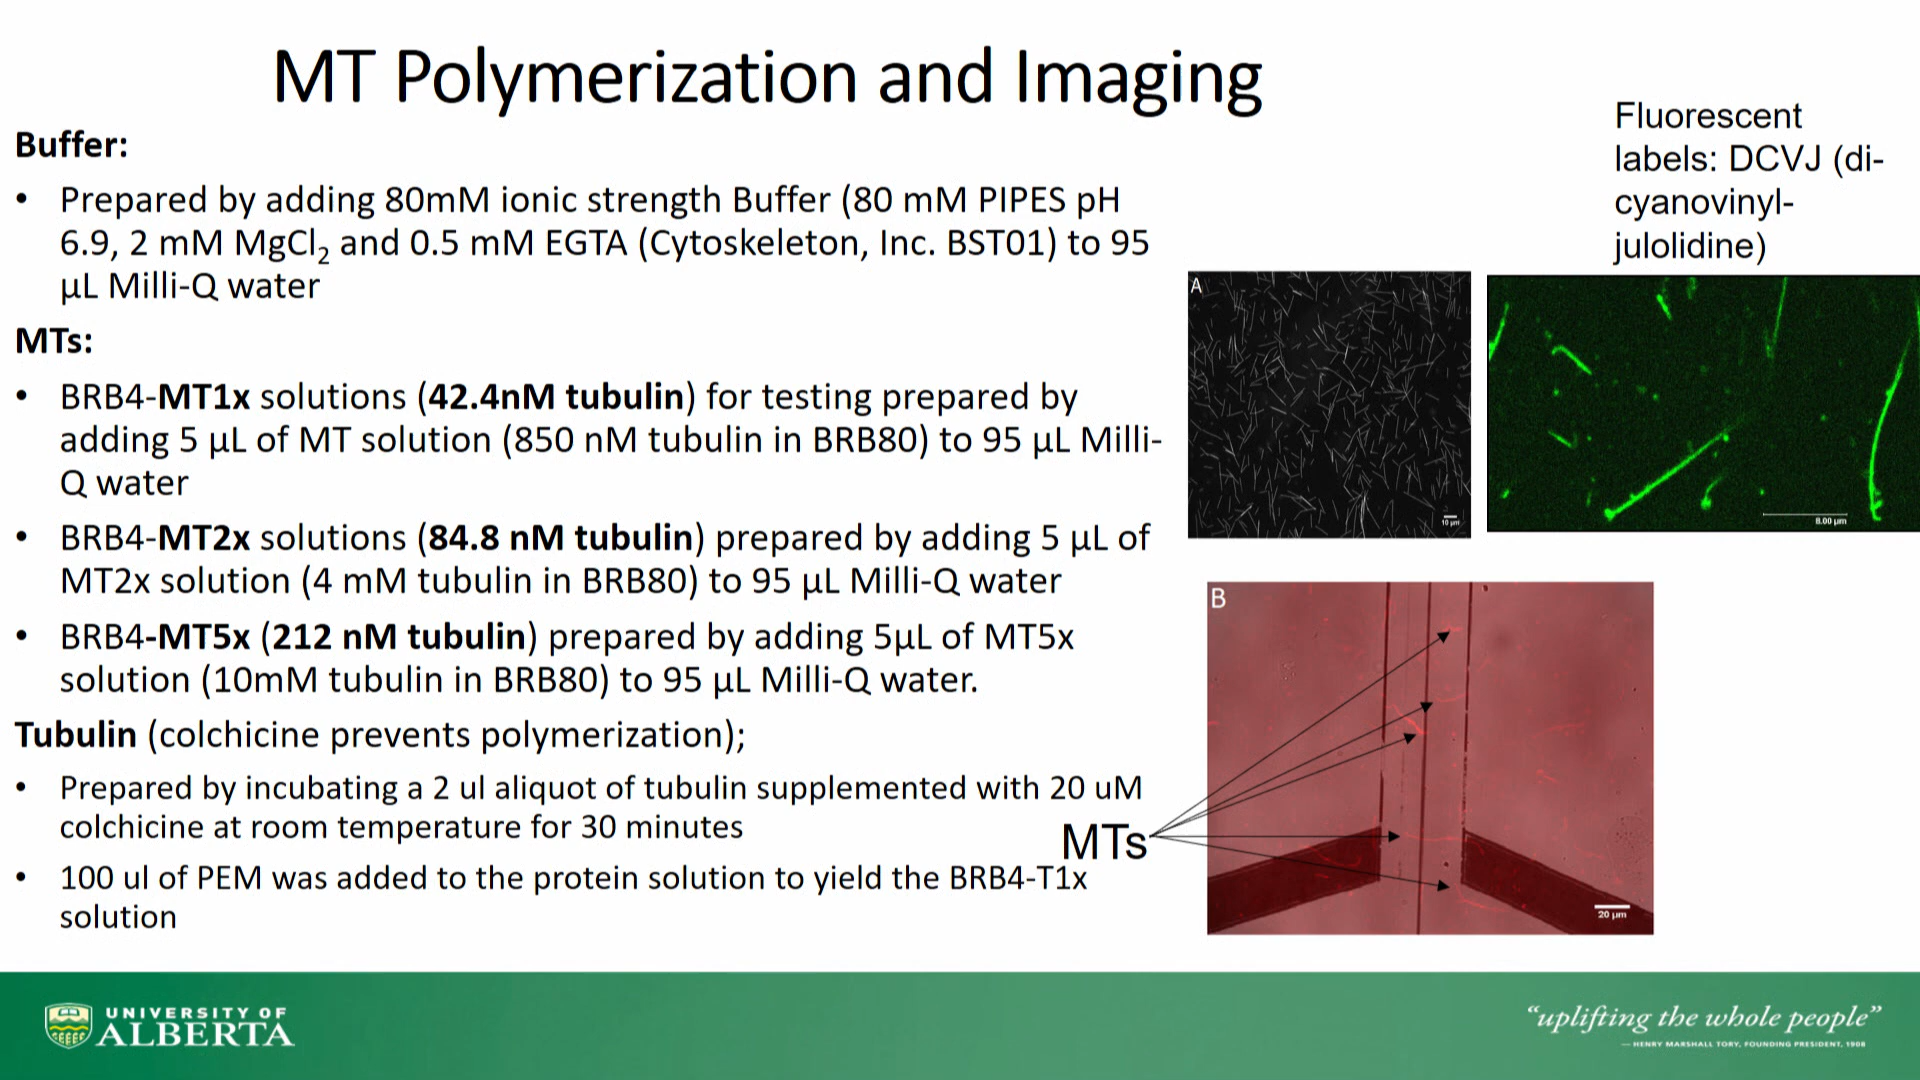 MT Polymerization and Imaging
Buffer:
• Prepared by adding 80mM ionic strength Buffer (80 mM PIPES pH
6.9, 2 mM MgCl₂ and 0.5 mM EGTA (Cytoskeleton, Inc. BST01) to 95
µL Milli-Q water
MTs:
• BRB4-MT1x solutions (42.4nM tubulin) for testing prepared by
adding 5 µL of MT solution (850 nM tubulin in BRB80) to 95 µL Milli-
Q water
• BRB4-MT2x solutions (84.8 nM tubulin) prepared by adding 5 µL of
MT2x solution (4 mM tubulin in BRB80) to 95 µL Milli-Q water
• BRB4-MT5x (212 nM tubulin) prepared by adding 5µL of MT5x
solution (10mM tubulin in BRB80) to 95 µL Milli-Q water.
Tubulin (colchicine prevents polymerization);
• Prepared by incubating a 2 ul aliquot of tubulin supplemented with 20 uM
colchicine at room temperature for 30 minutes
• 100 ul of PEM was added to the protein solution to yield the BRB4-T1x
solution
Fluorescent
labels: DCVJ (di-
cyanovinyl-
julolidine)
A
10 µm
8.00 µm
B
MTs
20 µm
UNIVERSITY OF
ALBERTA
“uplifting the whole people”
— HENRY MARSHALL TORY, FOUNDING PRESIDENT, 1908